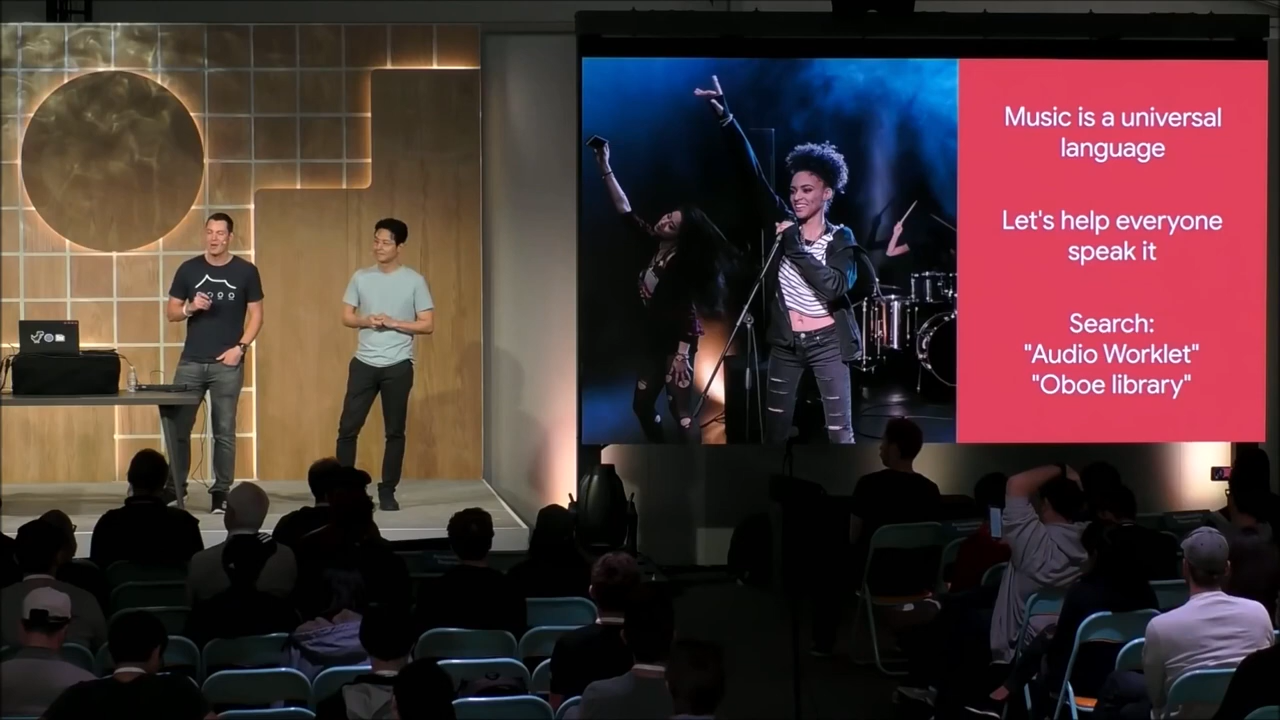 Music is a universal
language
Let's help everyone
speak it
Search:
"Audio Worklet"
"Oboe library"